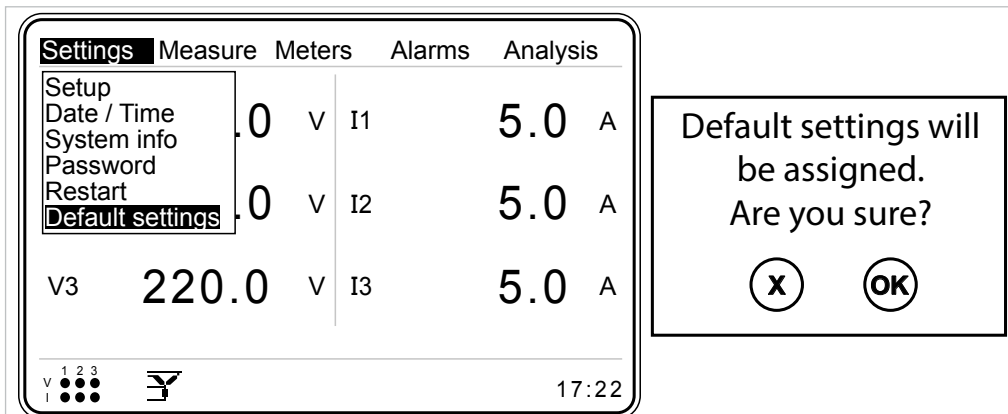 Settings Measure Meters Alarms Analysis
Setup
Date / Time
System info
Password
Restart
Default settings
.0 V I1 5.0 A
.0 V I2 5.0 A
V3 220.0 V I3 5.0 A
1 2 3
V
I
17:22
Default settings will
be assigned.
Are you sure?
X OK